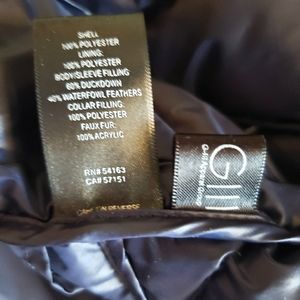 SHELL
100% POLYESTER
LINING:
100% POLYESTER
BODY/SLEEVE FILLING
60% DUCKDOWN
40% WATERFOWL FEATHERS
COLLAR FILLING:
100% POLYESTER
FAUX FUR:
100% ACRYLIC
RN# 54163
CA# 57151
GIII